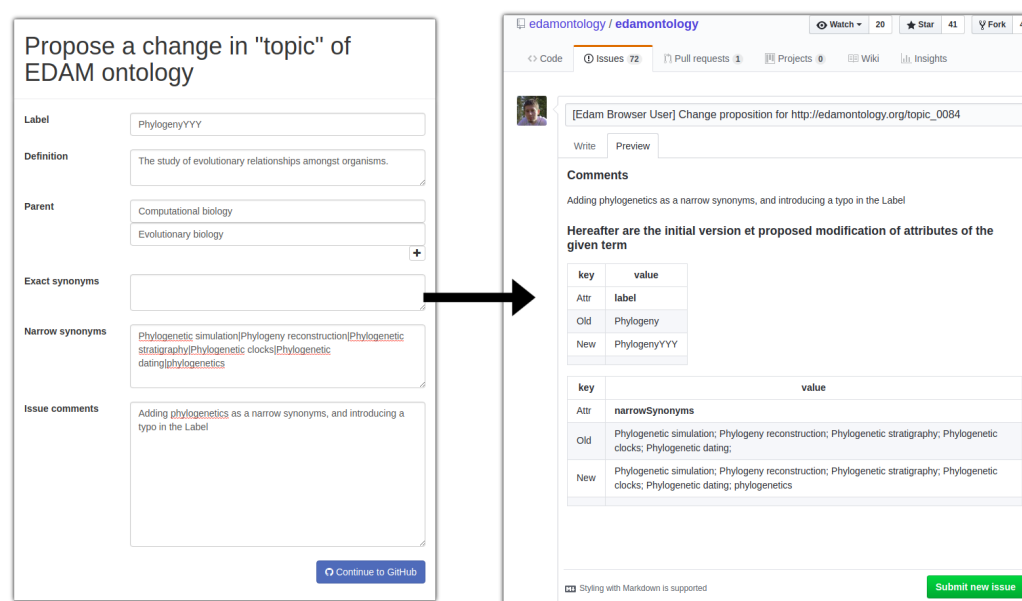 Propose a change in "topic" of
EDAM ontology
Label
PhylogenyYYY
Definition
The study of evolutionary relationships amongst organisms.
Parent
Computational biology
Evolutionary biology
+
Exact synonyms
Narrow synonyms
Phylogenetic simulation|Phylogeny reconstruction|Phylogenetic
stratigraphy|Phylogenetic clocks|Phylogenetic
dating|phylogenetics
Issue comments
Adding phylogenetics as a narrow synonyms, and introducing a
typo in the Label
Continue to GitHub
edamontology / edamontology
Watch 20 Star 41 Fork
Code Issues 72 Pull requests 1 Projects 0 Wiki Insights
[Edam Browser User] Change proposition for http://edamontology.org/topic_0084
Write Preview
Comments
Adding phylogenetics as a narrow synonyms, and introducing a typo in the Label
Hereafter are the initial version et proposed modification of attributes of the
given term
key value
Attr label
Old Phylogeny
New PhylogenyYYY
key value
Attr narrowSynonyms
Old Phylogenetic simulation; Phylogeny reconstruction; Phylogenetic stratigraphy; Phylogenetic
clocks; Phylogenetic dating;
New Phylogenetic simulation; Phylogeny reconstruction; Phylogenetic stratigraphy; Phylogenetic
clocks; Phylogenetic dating; phylogenetics
Styling with Markdown is supported
Submit new issue